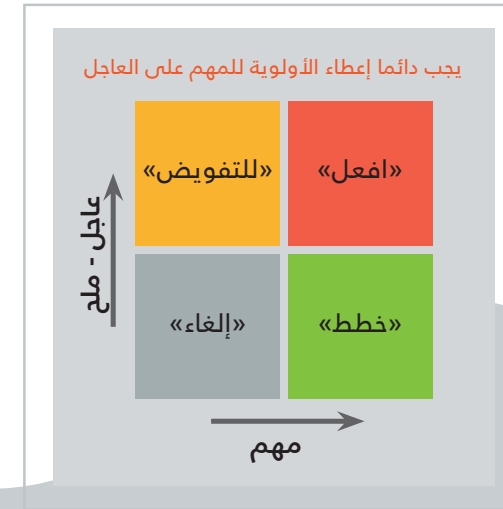 يجب دائما إعطاء الأولوية للمهم على العاجل
«افعل»
«للتفويض»
عاجل - ملح
«خطط»
«إلغاء»
مهم